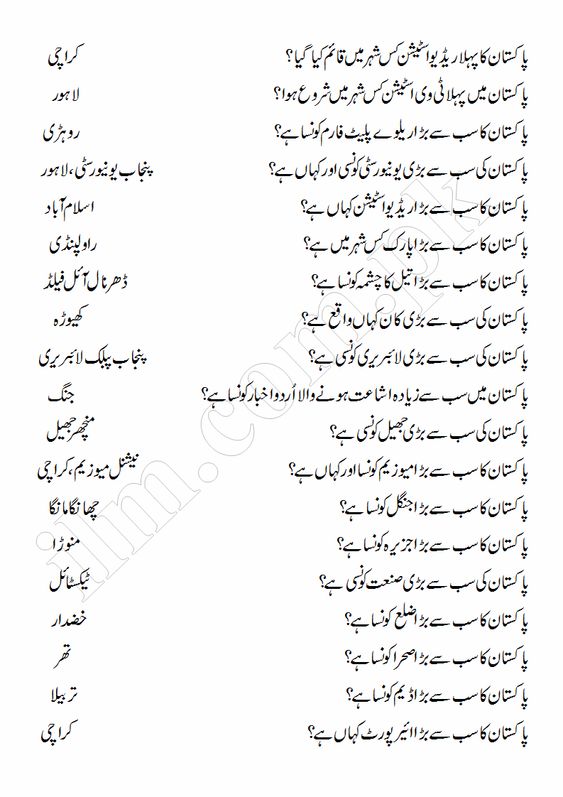 پاکستان کا پہلا ریڈیو اسٹیشن کس شہر میں قائم کیا گیا؟ کراچی
پاکستان میں پہلا ٹی وی اسٹیشن کس شہر میں شروع ہوا؟ لاہور
پاکستان کا سب سے بڑا ریلوے پلیٹ فارم کونسا ہے؟ روہڑی
پاکستان کی سب سے بڑی یونیورسٹی کونسی اور کہاں ہے؟ پنجاب یونیورسٹی، لاہور
پاکستان کا سب سے بڑا ریڈیو اسٹیشن کہاں ہے؟ اسلام آباد
پاکستان کا سب سے بڑا پارک کس شہر میں ہے؟ راولپنڈی
پاکستان کا سب سے بڑا تیل کا چشمہ کونسا ہے؟ ڈھرنال آئل فیلڈ
پاکستان کی سب سے بڑی کان کہاں واقع ہے؟ کھیوڑہ
پاکستان کی سب سے بڑی لائبریری کونسی ہے؟ پنجاب پبلک لائبریری
پاکستان میں سب سے زیادہ اشاعت ہونے والا اُردو اخبار کونسا ہے؟ جنگ
پاکستان کی سب سے بڑی جھیل کونسی ہے؟ منچھر جھیل
پاکستان کا سب سے بڑا میوزیم کونسا اور کہاں ہے؟ نیشنل میوزیم، کراچی
پاکستان کا سب سے بڑا جنگل کونسا ہے؟ چھانگا مانگا
پاکستان کا سب سے بڑا جزیرہ کونسا ہے؟ منوڑا
پاکستان کی سب سے بڑی صنعت کونسی ہے؟ ٹیکسٹائل
پاکستان کا سب سے بڑا ضلع کونسا ہے؟ خضدار
پاکستان کا سب سے بڑا صحرا کونسا ہے؟ تھر
پاکستان کا سب سے بڑا ڈیم کونسا ہے؟ تربیلا
پاکستان کا سب سے بڑا ائیرپورٹ کہاں ہے؟ کراچی
ilm.com.pk